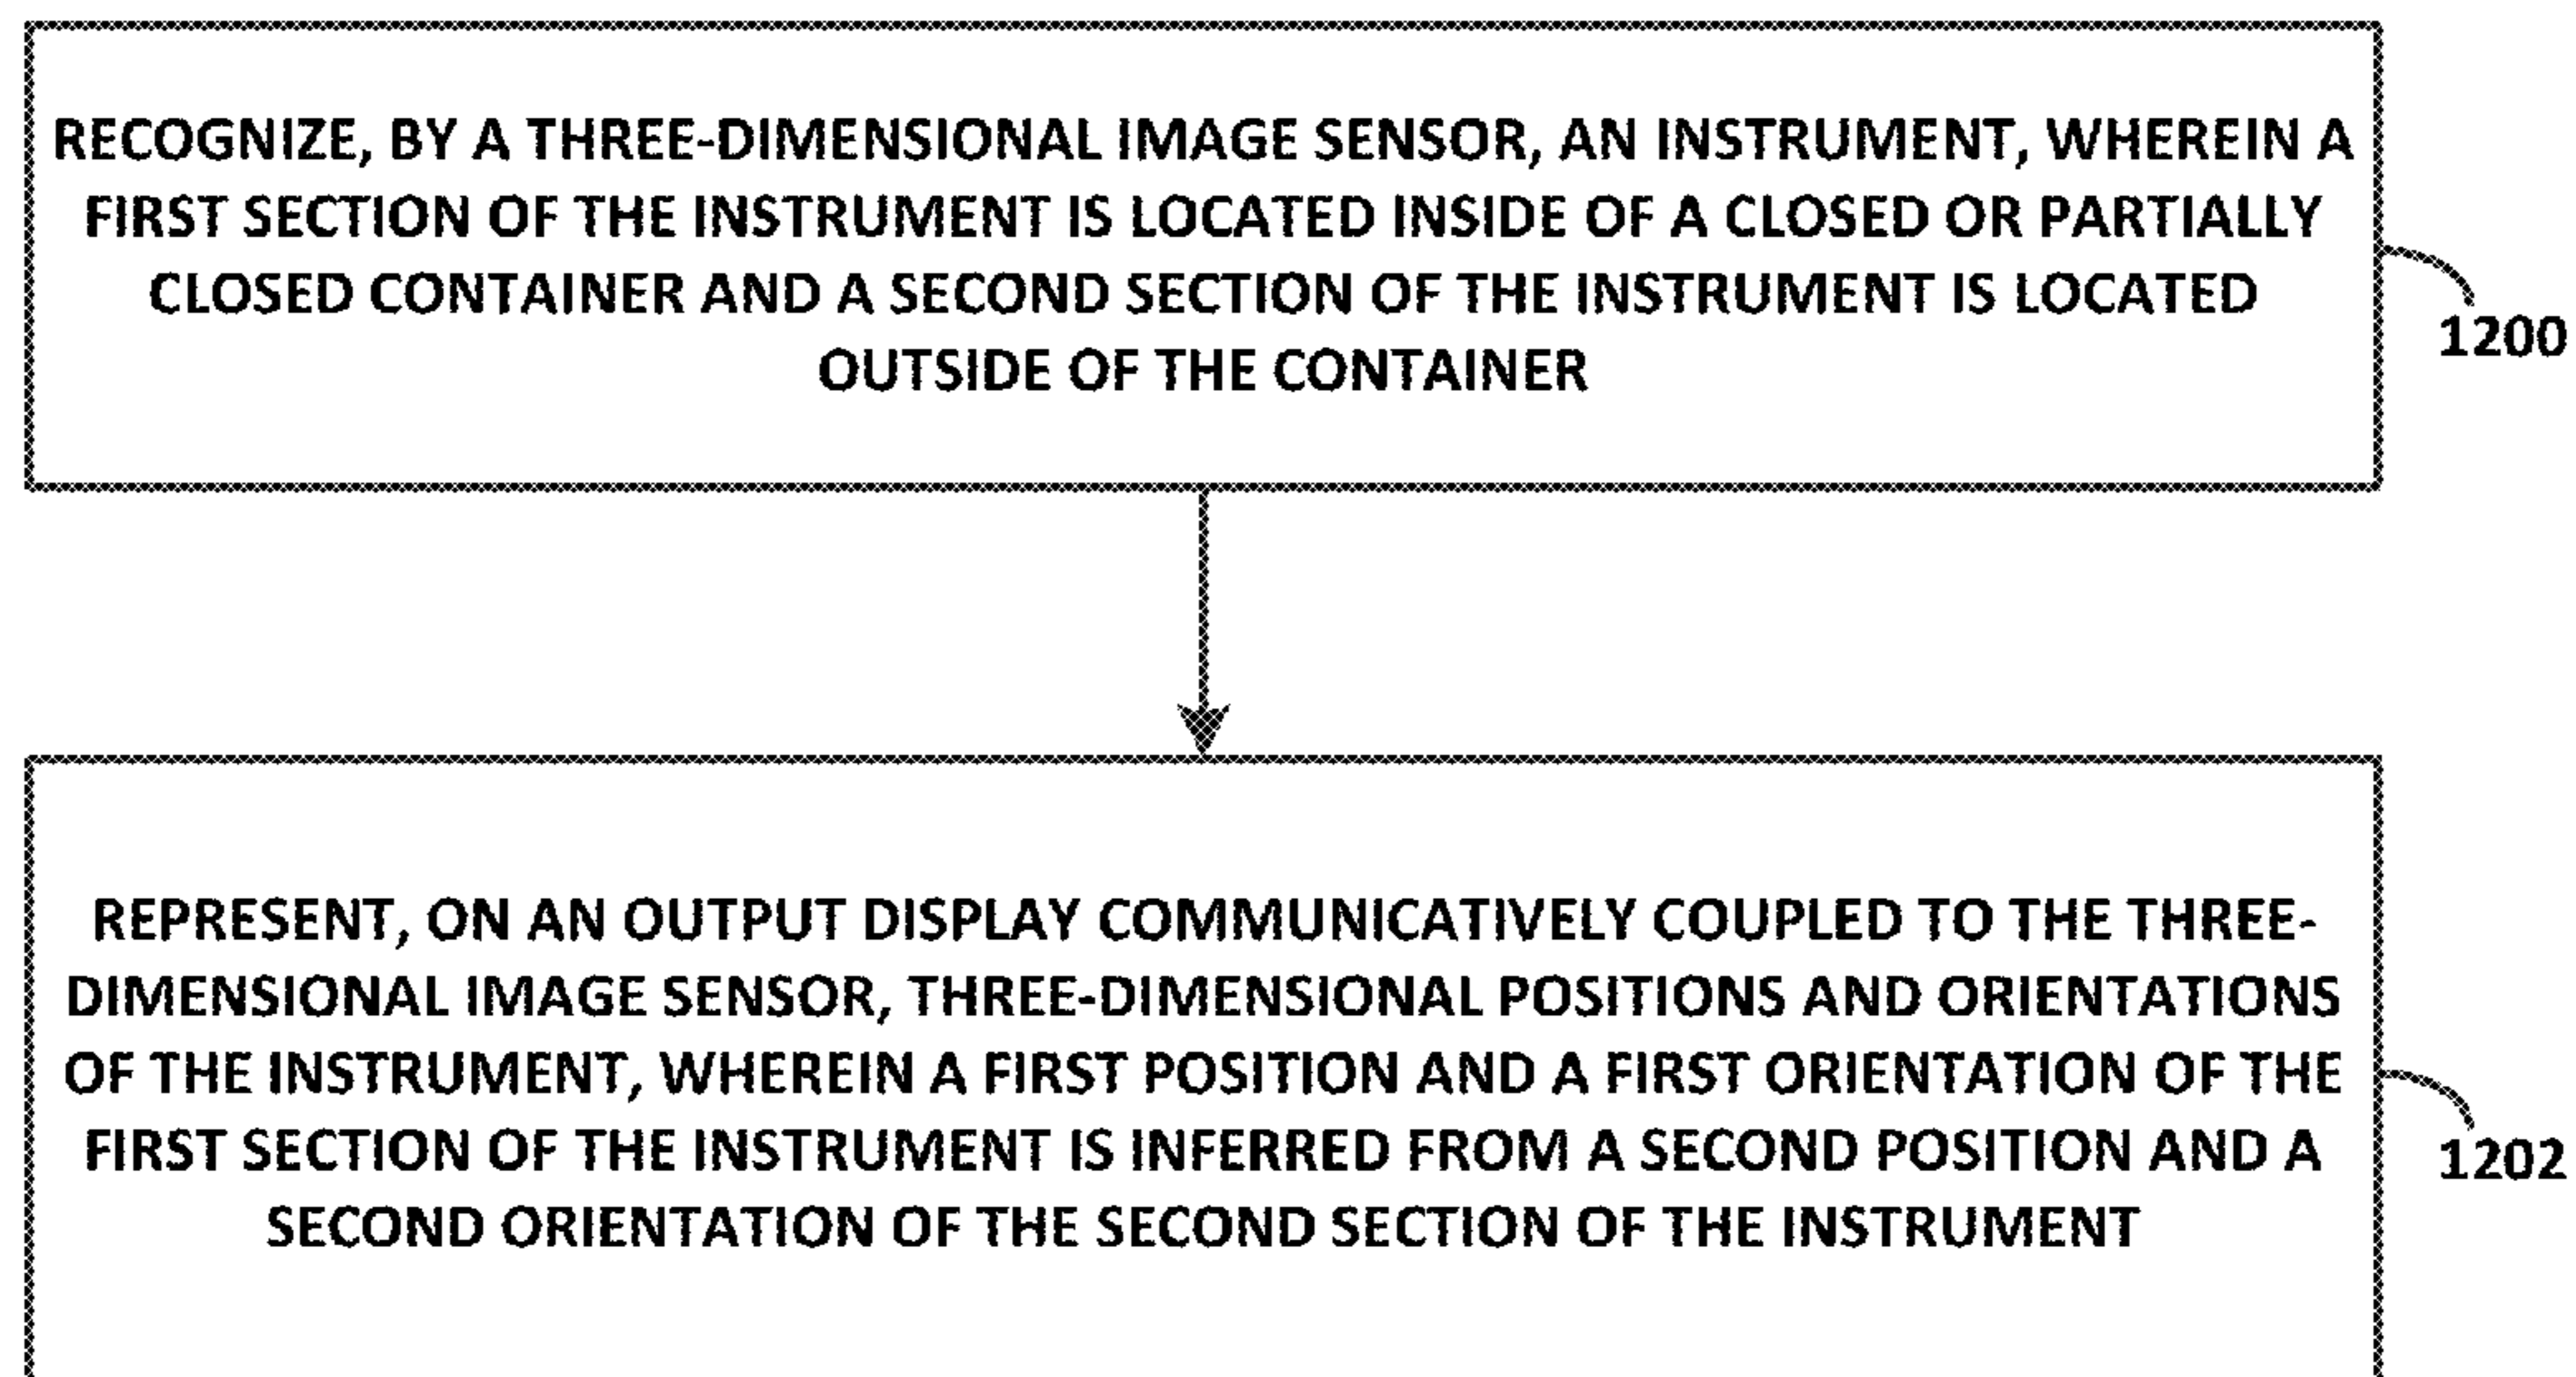 RECOGNIZE, BY A THREE-DIMENSIONAL IMAGE SENSOR, AN INSTRUMENT, WHEREIN A
FIRST SECTION OF THE INSTRUMENT IS LOCATED INSIDE OF A CLOSED OR PARTIALLY
CLOSED CONTAINER AND A SECOND SECTION OF THE INSTRUMENT IS LOCATED
OUTSIDE OF THE CONTAINER
1200
REPRESENT, ON AN OUTPUT DISPLAY COMMUNICATIVELY COUPLED TO THE THREE-
DIMENSIONAL IMAGE SENSOR, THREE-DIMENSIONAL POSITIONS AND ORIENTATIONS
OF THE INSTRUMENT, WHEREIN A FIRST POSITION AND A FIRST ORIENTATION OF THE
FIRST SECTION OF THE INSTRUMENT IS INFERRED FROM A SECOND POSITION AND A
SECOND ORIENTATION OF THE SECOND SECTION OF THE INSTRUMENT
1202